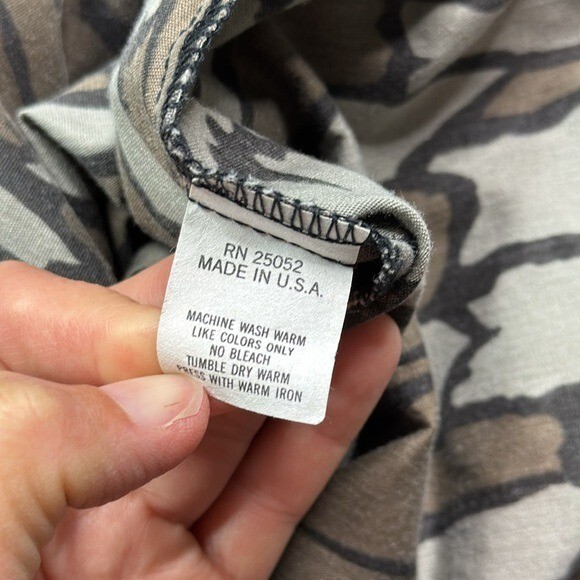 RN 25052
MADE IN U.S.A.
MACHINE WASH WARM
LIKE COLORS ONLY
NO BLEACH
TUMBLE DRY WARM
PRESS WITH WARM IRON